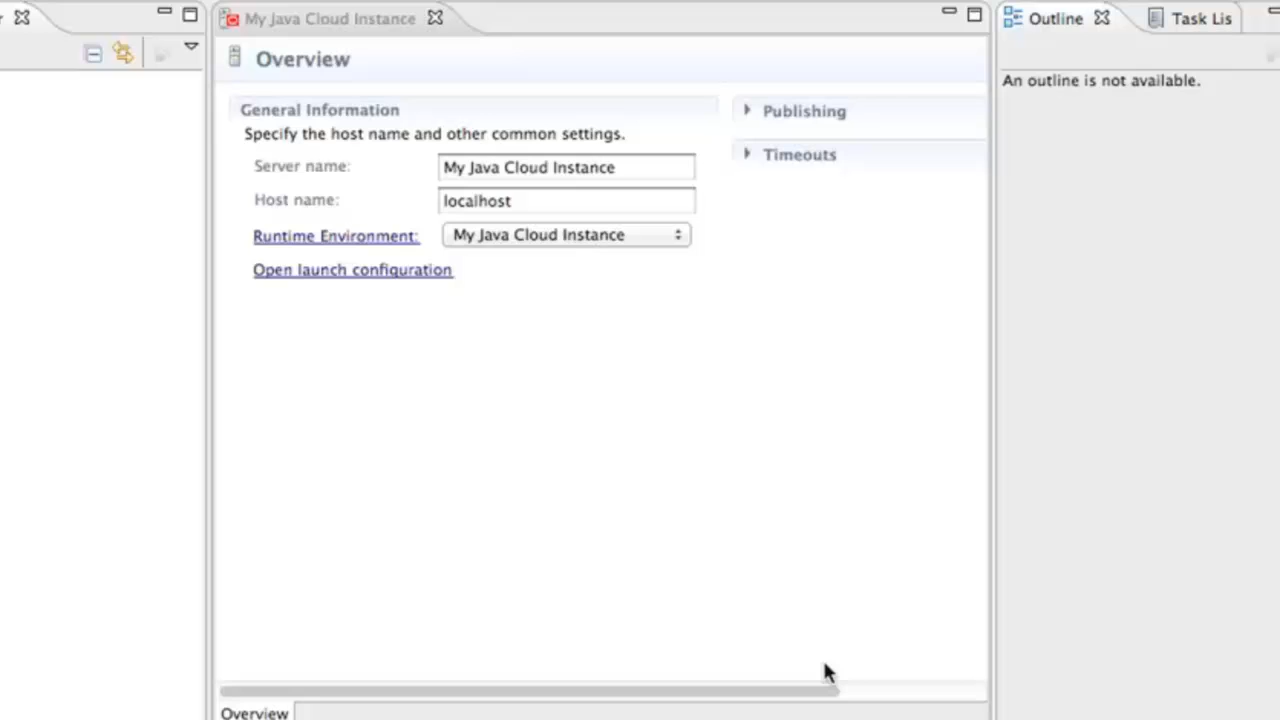 My Java Cloud Instance
Outline
Task Lis
Overview
An outline is not available.
General Information
Publishing
Specify the host name and other common settings.
Timeouts
Server name: My Java Cloud Instance
Host name: localhost
Runtime Environment: My Java Cloud Instance
Open launch configuration
Overview